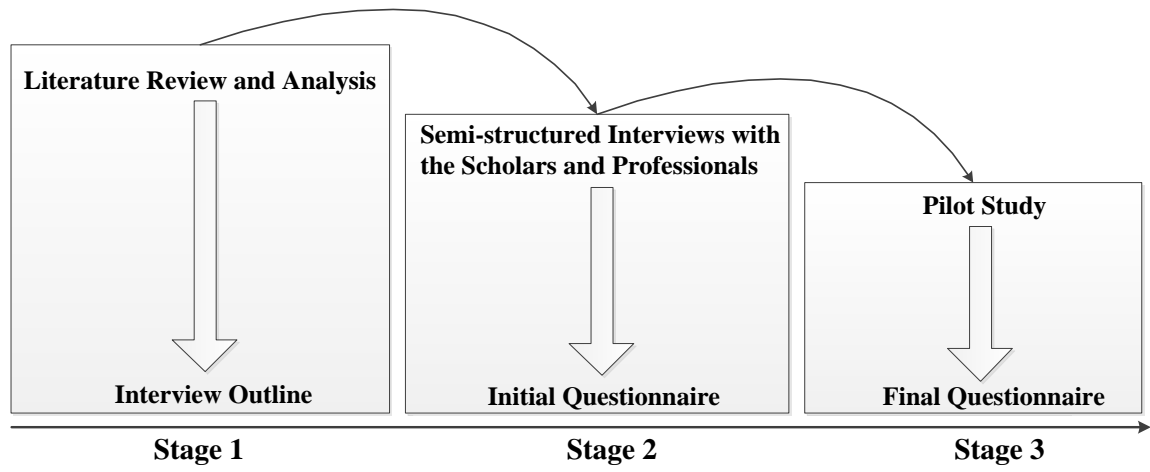 Literature Review and Analysis
Interview Outline
Semi-structured Interviews with
the Scholars and Professionals
Initial Questionnaire
Pilot Study
Final Questionnaire
Stage 1
Stage 2
Stage 3